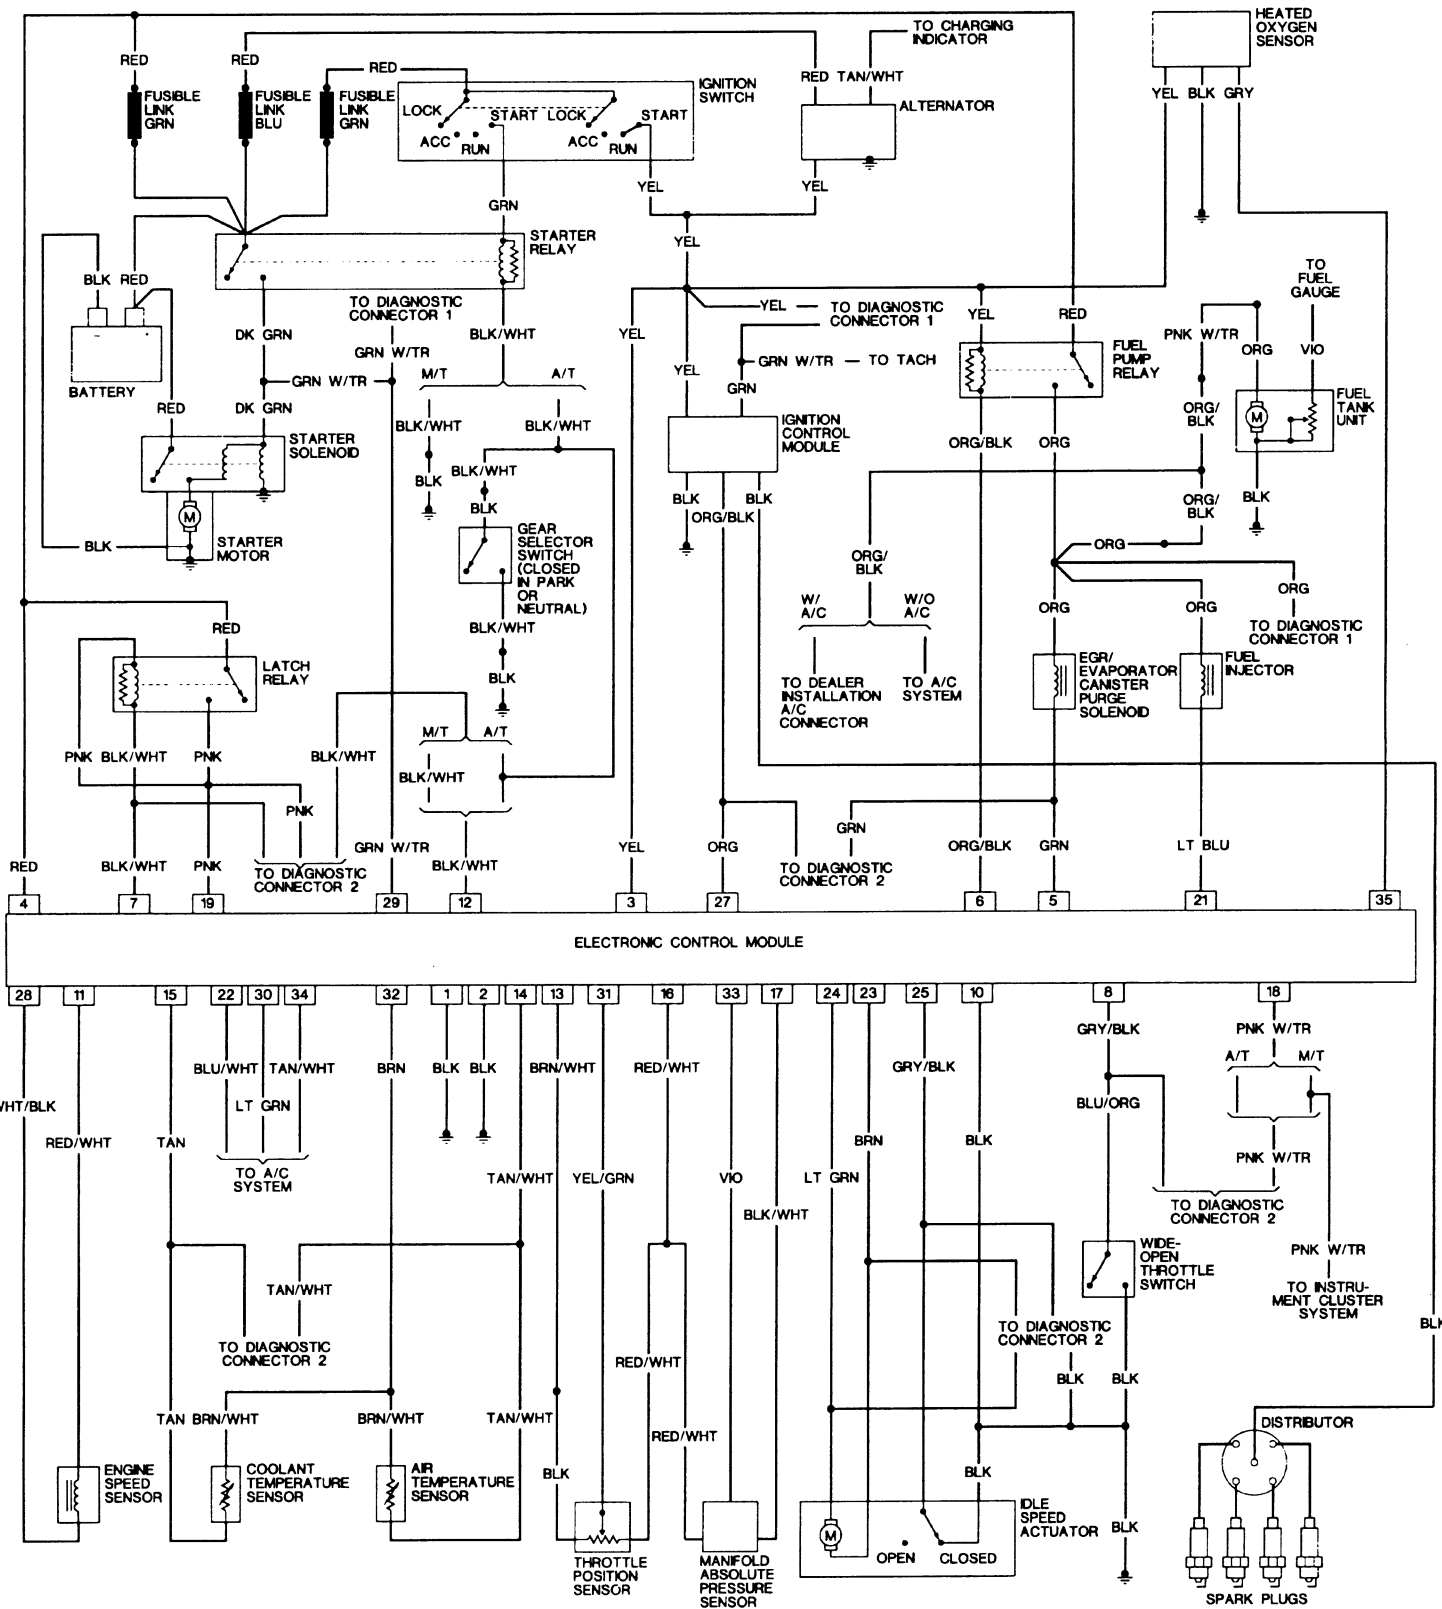 TO CHARGING
INDICATOR
HEATED
OXYGEN
SENSOR
RED
RED
RED
RED TAN/WHT
YEL BLK GRY
FUSIBLE
LINK
GRN
FUSIBLE
LINK
BLU
FUSIBLE
LINK
GRN
IGNITION
SWITCH
LOCK
START
LOCK
START
ACC
RUN
ACC
RUN
ALTERNATOR
YEL
YEL
GRN
YEL
STARTER
RELAY
TO
FUEL
GAUGE
BLK RED
TO DIAGNOSTIC
CONNECTOR 1
YEL
TO DIAGNOSTIC
CONNECTOR 1
YEL
RED
DK GRN
BLK/WHT
YEL
PNK W/TR
ORG
VIO
GRN W/TR
GRN W/TR
TO TACH
FUEL
PUMP
RELAY
BATTERY
M/T
A/T
YEL
GRN
GRN W/TR
RED
DK GRN
BLK/WHT
BLK/WHT
IGNITION
CONTROL
MODULE
ORG/
BLK
M
FUEL
TANK
UNIT
STARTER
SOLENOID
ORG/BLK
ORG
BLK/WHT
BLK
BLK
BLK
BLK
ORG/BLK
ORG/
BLK
BLK
M
STARTER
MOTOR
BLK
GEAR
SELECTOR
SWITCH
(CLOSED
IN PARK
OR
NEUTRAL)
ORG/
BLK
ORG
ORG
W/
A/C
W/O
A/C
ORG
ORG
TO DIAGNOSTIC
CONNECTOR 1
RED
BLK/WHT
LATCH
RELAY
BLK
TO DEALER
INSTALLATION
A/C
CONNECTOR
TO A/C
SYSTEM
EGR/
EVAPORATOR
CANISTER
PURGE
SOLENOID
FUEL
INJECTOR
M/T
A/T
PNK BLK/WHT
PNK
BLK/WHT
BLK/WHT
PNK
GRN
RED
BLK/WHT
PNK
GRN W/TR
BLK/WHT
YEL
ORG
ORG/BLK
GRN
LT BLU
TO DIAGNOSTIC
CONNECTOR 2
TO DIAGNOSTIC
CONNECTOR 2
4
7
19
29
12
3
27
6
5
21
35
ELECTRONIC CONTROL MODULE
28
11
15
22
30
34
32
1
2
14
13
31
16
33
17
24
23
25
10
8
18
GRY/BLK
PNK W/TR
A/T
M/T
BLU/WHT
TAN/WHT
BRN
BLK
BLK
BRN/WHT
RED/WHT
GRY/BLK
WHT/BLK
LT GRN
BLU/ORG
RED/WHT
TAN
BRN
BLK
PNK W/TR
TO A/C
SYSTEM
TAN/WHT
YEL/GRN
VIO
LT GRN
BLK/WHT
TO DIAGNOSTIC
CONNECTOR 2
WIDE-
OPEN
THROTTLE
SWITCH
PNK W/TR
TAN/WHT
TO INSTRU-
MENT CLUSTER
SYSTEM
TO DIAGNOSTIC
CONNECTOR 2
TO DIAGNOSTIC
CONNECTOR 2
RED/WHT
BLK
BLK
TAN BRN/WHT
BRN/WHT
TAN/WHT
RED/WHT
DISTRIBUTOR
ENGINE
SPEED
SENSOR
COOLANT
TEMPERATURE
SENSOR
AIR
TEMPERATURE
SENSOR
BLK
BLK
IDLE
SPEED
ACTUATOR
M
OPEN
CLOSED
BLK
THROTTLE
POSITION
SENSOR
MANIFOLD
ABSOLUTE
PRESSURE
SENSOR
SPARK PLUGS